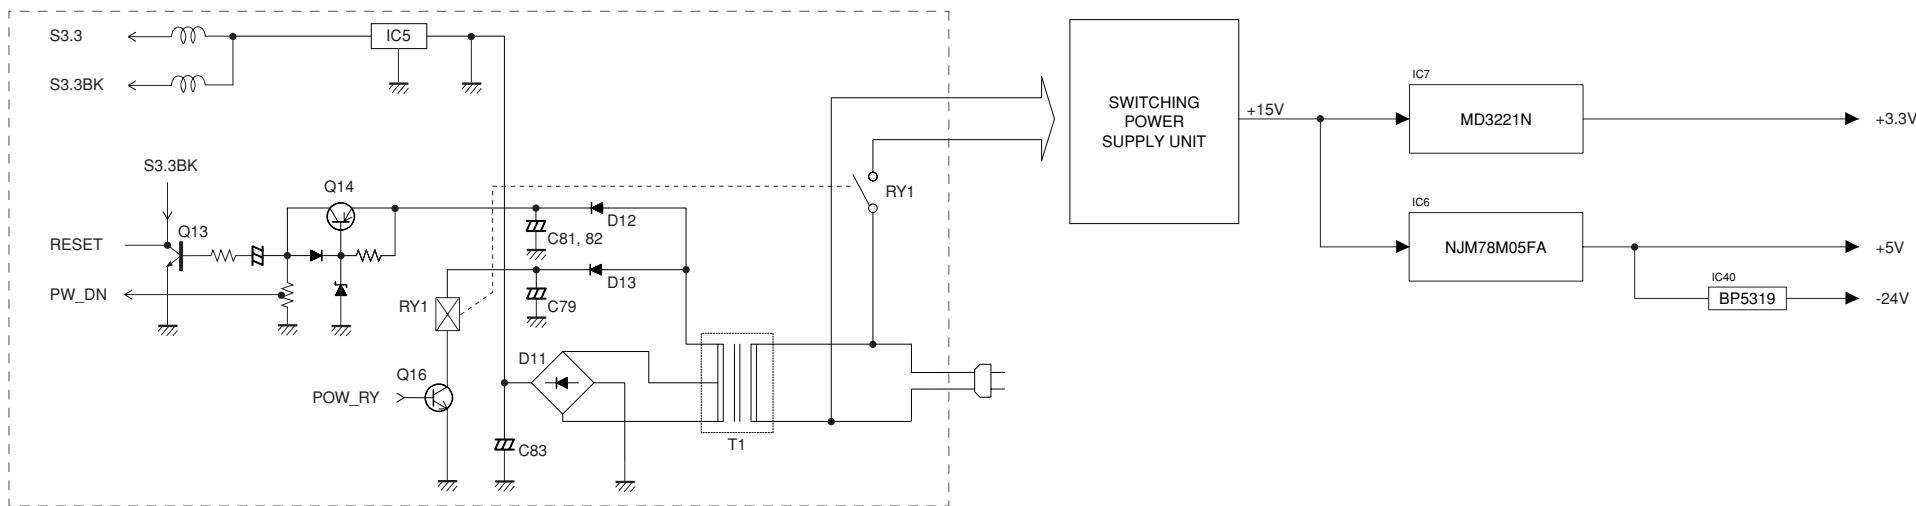 S3.3
IC5
S3.3BK
S3.3BK
Q14
Q13
RESET
PW_DN
RY1
Q16
POW_RY
D12
C81, 82
D13
C79
D11
C83
T1
RY1
SWITCHING
POWER
SUPPLY UNIT
+15V
IC7
MD3221N
+3.3V
IC6
NJM78M05FA
+5V
IC40
BP5319
-24V